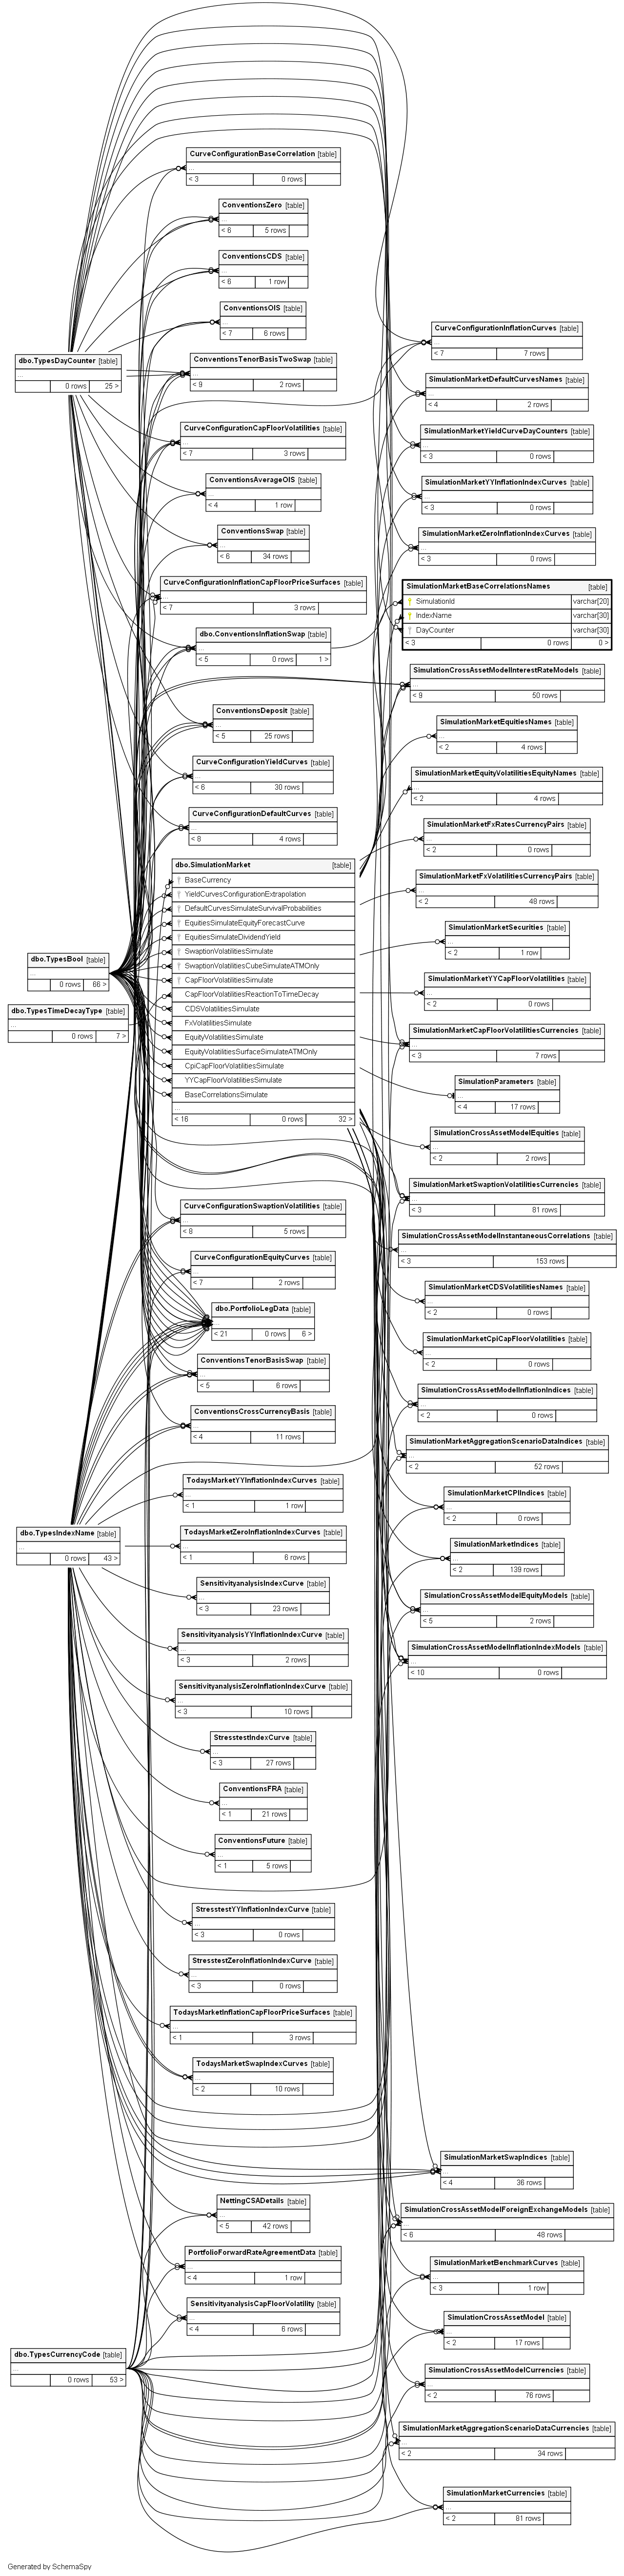 CurveConfigurationBaseCorrelation [table]
...
< 3 0 rows
ConventionsZero [table]
...
< 6 5 rows
ConventionsCDS [table]
...
< 6 1 row
ConventionsOIS [table]
...
< 7 6 rows
dbo.TypesDayCounter [table]
...
0 rows 25 >
ConventionsTenorBasisTwoSwap [table]
...
< 9 2 rows
CurveConfigurationCapFloorVolatilities [table]
...
< 7 3 rows
ConventionsAverageOIS [table]
...
< 4 1 row
ConventionsSwap [table]
...
< 6 34 rows
CurveConfigurationInflationCapFloorPriceSurfaces [table]
...
< 7 3 rows
dbo.ConventionsInflationSwap [table]
...
< 5 0 rows 1 >
ConventionsDeposit [table]
...
< 5 25 rows
CurveConfigurationYieldCurves [table]
...
< 6 30 rows
CurveConfigurationDefaultCurves [table]
...
< 8 4 rows
dbo.SimulationMarket [table]
BaseCurrency
YieldCurvesConfigurationExtrapolation
DefaultCurvesSimulateSurvivalProbabilities
EquitiesSimulateEquityForecastCurve
EquitiesSimulateDividendYield
SwaptionVolatilitiesSimulate
SwaptionVolatilitiesCubeSimulateATMOnly
CapFloorVolatilitiesSimulate
CapFloorVolatilitiesReactionToTimeDecay
CDSVolatilitiesSimulate
FxVolatilitiesSimulate
EquityVolatilitiesSimulate
EquityVolatilitiesSurfaceSimulateATMOnly
CpiCapFloorVolatilitiesSimulate
YYCapFloorVolatilitiesSimulate
BaseCorrelationsSimulate
...
< 16 0 rows 32 >
dbo.TypesBool [table]
...
0 rows 66 >
dbo.TypesTimeDecayType [table]
...
0 rows 7 >
CurveConfigurationSwaptionVolatilities [table]
...
< 8 5 rows
CurveConfigurationEquityCurves [table]
...
< 7 2 rows
dbo.PortfolioLegData [table]
...
< 21 0 rows 6 >
ConventionsTenorBasisSwap [table]
...
< 5 6 rows
ConventionsCrossCurrencyBasis [table]
...
< 4 11 rows
TodaysMarketYYInflationIndexCurves [table]
...
< 1 1 row
dbo.TypesIndexName [table]
...
0 rows 43 >
TodaysMarketZeroInflationIndexCurves [table]
...
< 1 6 rows
SensitivityanalysisIndexCurve [table]
...
< 3 23 rows
SensitivityanalysisYYInflationIndexCurve [table]
...
< 3 2 rows
SensitivityanalysisZeroInflationIndexCurve [table]
...
< 3 10 rows
StresstestIndexCurve [table]
...
< 3 27 rows
ConventionsFRA [table]
...
< 1 21 rows
ConventionsFuture [table]
...
< 1 5 rows
StresstestYYInflationIndexCurve [table]
...
< 3 0 rows
StresstestZeroInflationIndexCurve [table]
...
< 3 0 rows
TodaysMarketInflationCapFloorPriceSurfaces [table]
...
< 1 3 rows
TodaysMarketSwapIndexCurves [table]
...
< 2 10 rows
NettingCSADetails [table]
...
< 5 42 rows
PortfolioForwardRateAgreementData [table]
...
< 4 1 row
SensitivityanalysisCapFloorVolatility [table]
...
< 4 6 rows
dbo.TypesCurrencyCode [table]
...
0 rows 53 >
CurveConfigurationInflationCurves [table]
...
< 7 7 rows
SimulationMarketDefaultCurvesNames [table]
...
< 4 2 rows
SimulationMarketYieldCurveDayCounters [table]
...
< 3 0 rows
SimulationMarketYYInflationIndexCurves [table]
...
< 3 0 rows
SimulationMarketZeroInflationIndexCurves [table]
...
< 3 0 rows
SimulationMarketBaseCorrelationsNames [table]
SimulationId varchar[20]
IndexName varchar[30]
DayCounter varchar[30]
< 3 0 rows 0 >
SimulationCrossAssetModelInterestRateModels [table]
...
< 9 50 rows
SimulationMarketEquitiesNames [table]
...
< 2 4 rows
SimulationMarketEquityVolatilitiesEquityNames [table]
...
< 2 4 rows
SimulationMarketFxRatesCurrencyPairs [table]
...
< 2 0 rows
SimulationMarketFxVolatilitiesCurrencyPairs [table]
...
< 2 48 rows
SimulationMarketSecurities [table]
...
< 2 1 row
SimulationMarketYYCapFloorVolatilities [table]
...
< 2 0 rows
SimulationMarketCapFloorVolatilitiesCurrencies [table]
...
< 3 7 rows
SimulationParameters [table]
...
< 4 17 rows
SimulationCrossAssetModelEquities [table]
...
< 2 2 rows
SimulationMarketSwaptionVolatilitiesCurrencies [table]
...
< 3 81 rows
SimulationCrossAssetModelInstantaneousCorrelations [table]
...
< 3 153 rows
SimulationMarketCDSVolatilitiesNames [table]
...
< 2 0 rows
SimulationMarketCpiCapFloorVolatilities [table]
...
< 2 0 rows
SimulationCrossAssetModelInflationIndices [table]
...
< 2 0 rows
SimulationMarketAggregationScenarioDataIndices [table]
...
< 2 52 rows
SimulationMarketCPIIndices [table]
...
< 2 0 rows
SimulationMarketIndices [table]
...
< 2 139 rows
SimulationCrossAssetModelEquityModels [table]
...
< 5 2 rows
SimulationCrossAssetModelInflationIndexModels [table]
...
< 10 0 rows
SimulationMarketSwapIndices [table]
...
< 4 36 rows
SimulationCrossAssetModelForeignExchangeModels [table]
...
< 6 48 rows
SimulationMarketBenchmarkCurves [table]
...
< 3 1 row
SimulationCrossAssetModel [table]
...
< 2 17 rows
SimulationCrossAssetModelCurrencies [table]
...
< 2 76 rows
SimulationMarketAggregationScenarioDataCurrencies [table]
...
< 2 34 rows
SimulationMarketCurrencies [table]
...
< 2 81 rows
Generated by SchemaSpy